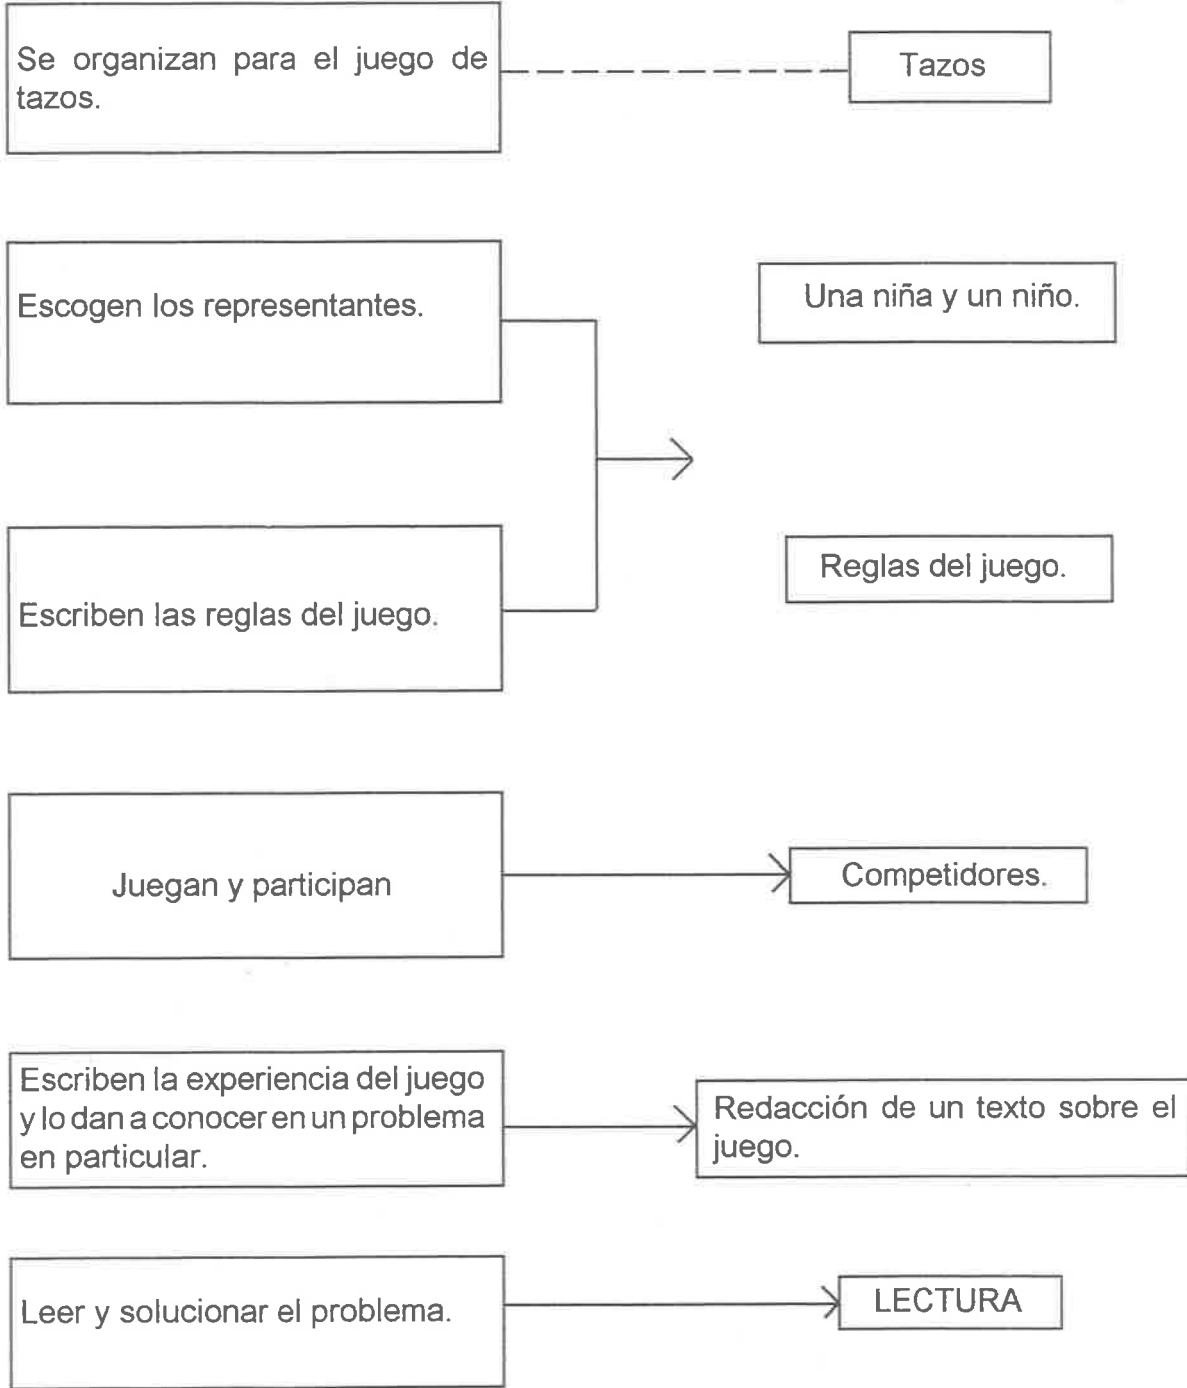 Se organizan para el juego de
tazos.
Tazos
Escogen los representantes.
Una niña y un niño.
Escriben las reglas del juego.
Reglas del juego.
Juegan y participan
Competidores.
Escriben la experiencia del juego
y lo dan a conocer en un problema
en particular.
Redacción de un texto sobre el
juego.
Leer y solucionar el problema.
LECTURA